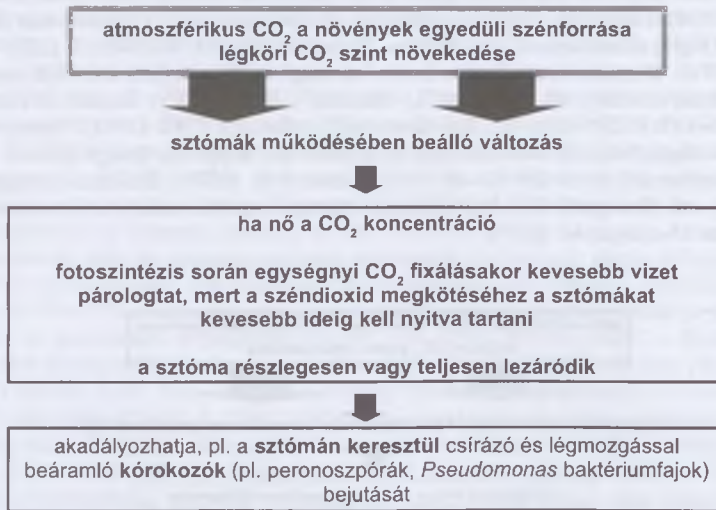 atmoszférikus CO₂ a növények egyedüli szénforrása
légköri CO₂ szint növekedése
sztómák működésében beálló változás
ha nő a CO₂ koncentráció
fotoszintézis során egységnyi CO₂ fixálásakor kevesebb vizet
párologtat, mert a széndioxid megkötéséhez a sztómákat
kevesebb ideig kell nyitva tartani
a sztóma részlegesen vagy teljesen lezáródik
akadályozhatja, pl. a sztómán keresztül csírázó és légmozgással
beáramló kórokozók (pl. peronoszpórák, Pseudomonas baktériumfajok)
bejutását